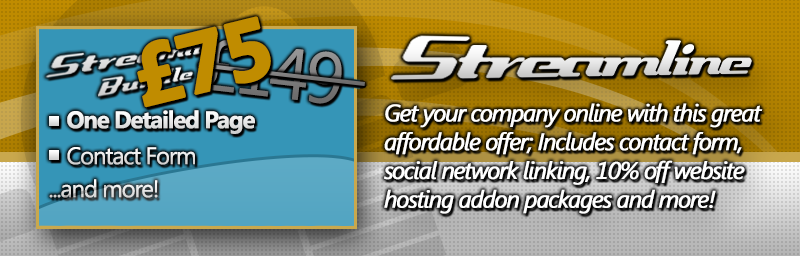 £75
£149
One Detailed Page
Contact Form
...and more!
Streamline
Get your company online with this great
affordable offer; Includes contact form,
social network linking, 10% off website
hosting addon packages and more!